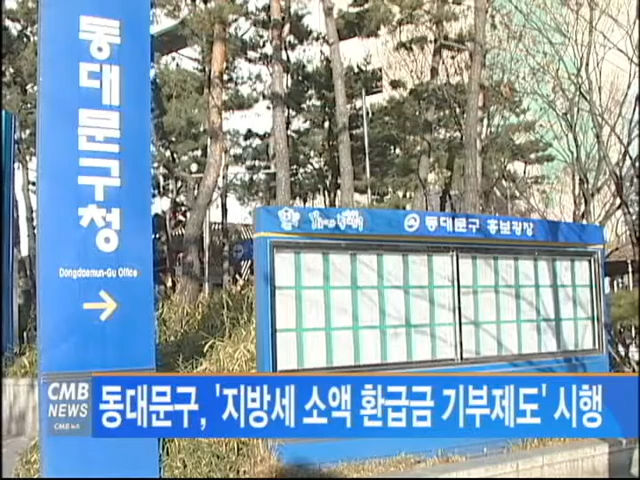 동대문구청
Dongdaemun-Gu Office
동대문구 홍보광장
CMB
NEWS
동대문구, '지방세 소액 환급금 기부제도' 시행